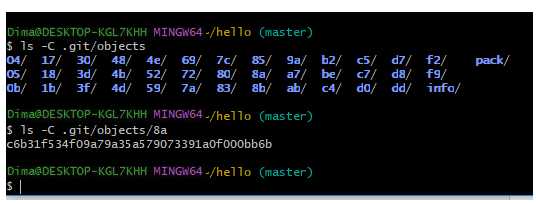 Dima@DESKTOP-KGL7KHH MINGW64 ~/hello (master)
$ ls -C .git/objects
04/ 17/ 30/ 48/ 4e/ 69/ 7c/ 85/ 9a/ b2/ c5/ d7/ f2/ pack/
05/ 18/ 3d/ 4b/ 52/ 72/ 80/ 8a/ a7/ be/ c7/ d8/ f9/
0b/ 1b/ 3f/ 4d/ 59/ 7a/ 83/ 8b/ ab/ c4/ d0/ dd/ info/
Dima@DESKTOP-KGL7KHH MINGW64 ~/hello (master)
$ ls -C .git/objects/8a
c6b31f534f09a79a35a579073391a0f000bb6b
Dima@DESKTOP-KGL7KHH MINGW64 ~/hello (master)
$